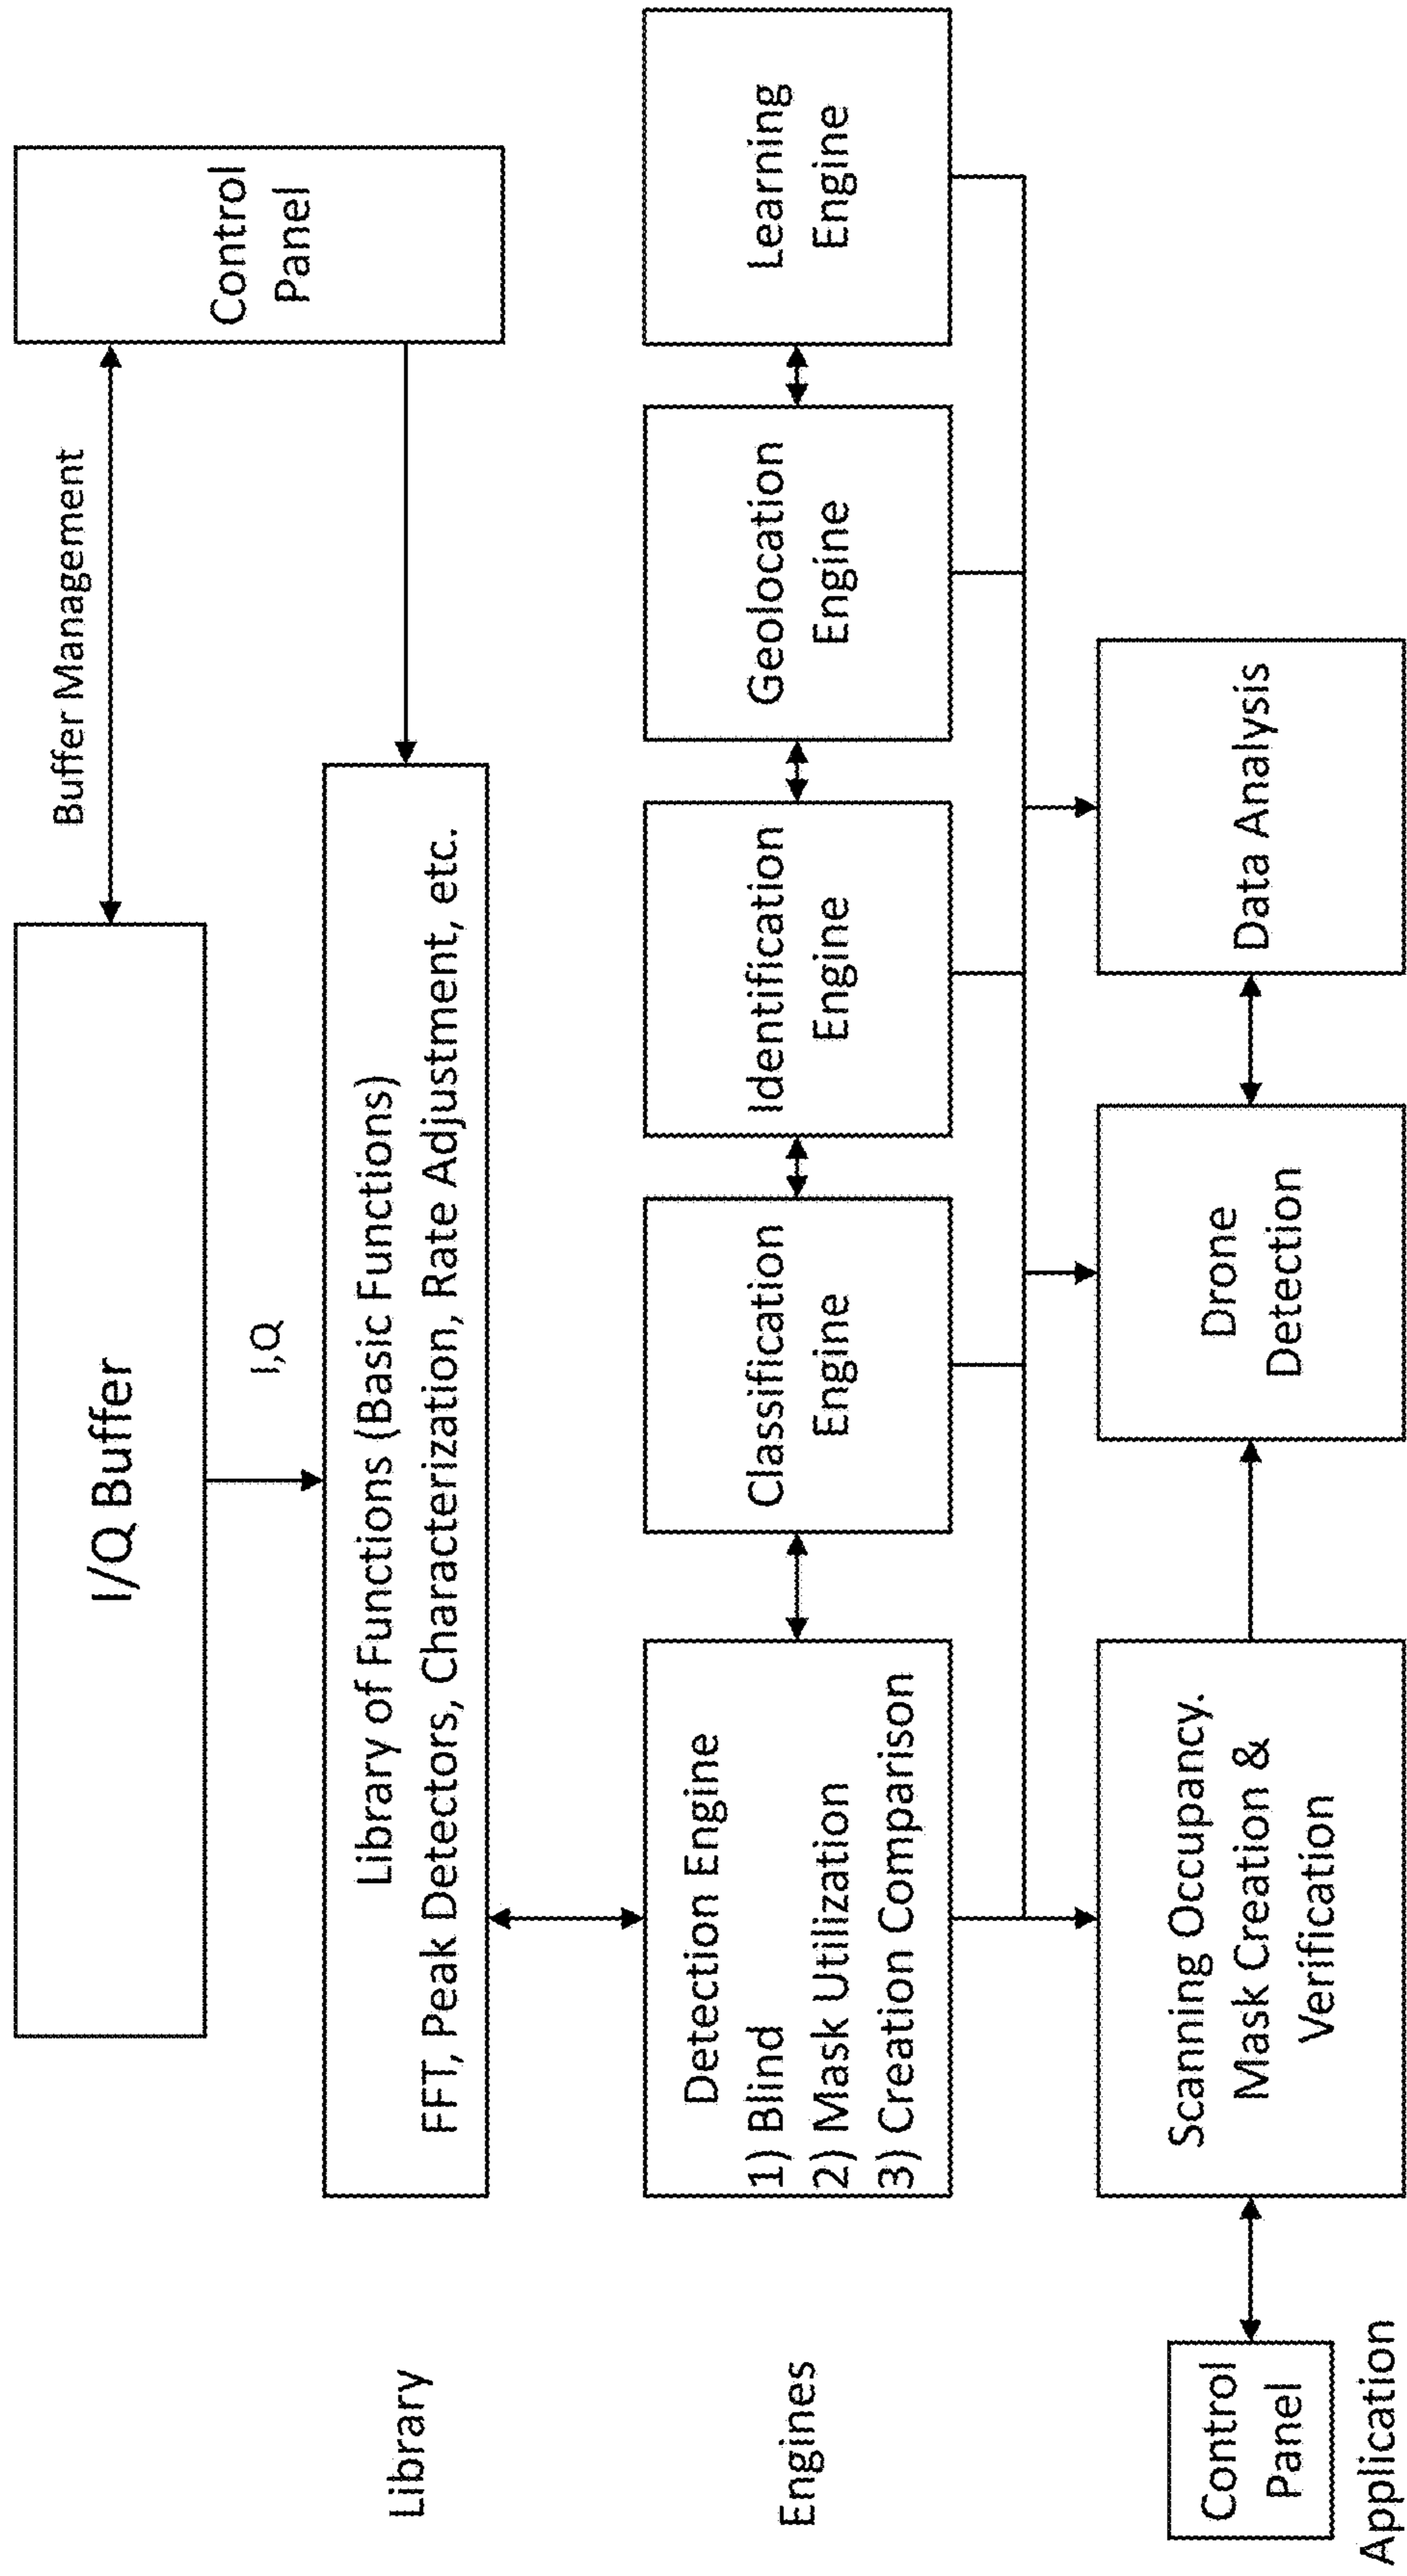 I/Q Buffer
Buffer Management
Control
Panel
I,Q
Library
Library of Functions (Basic Functions)
FFT, Peak Detectors, Characterization, Rate Adjustment, etc.
Engines
Detection Engine
1) Blind
2) Mask Utilization
3) Creation Comparison
Classification
Engine
Identification
Engine
Geolocation
Engine
Learning
Engine
Control
Panel
Application
Scanning Occupancy.
Mask Creation &
Verification
Drone
Detection
Data Analysis